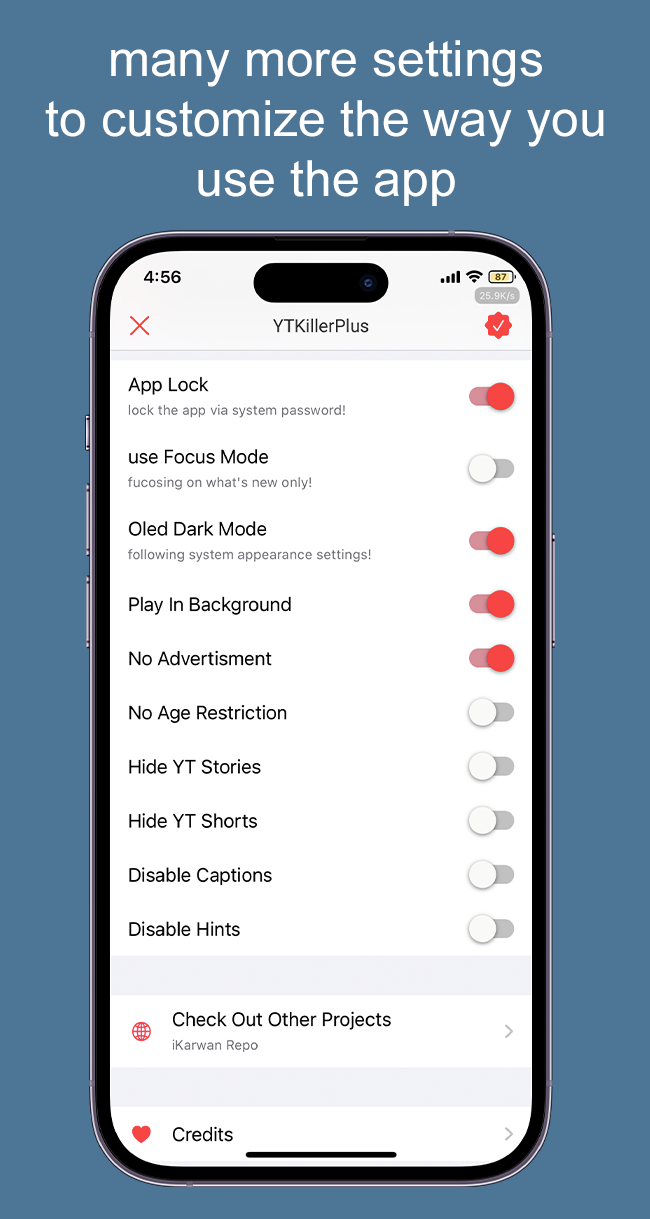 many more settings
to customize the way you
use the app
4:56
87
25.9K/s
YTKillerPlus
App Lock
lock the app via system password!
use Focus Mode
fucosing on what's new only!
Oled Dark Mode
following system appearance settings!
Play In Background
No Advertisment
No Age Restriction
Hide YT Stories
Hide YT Shorts
Disable Captions
Disable Hints
Check Out Other Projects
iKarwan Repo
Credits